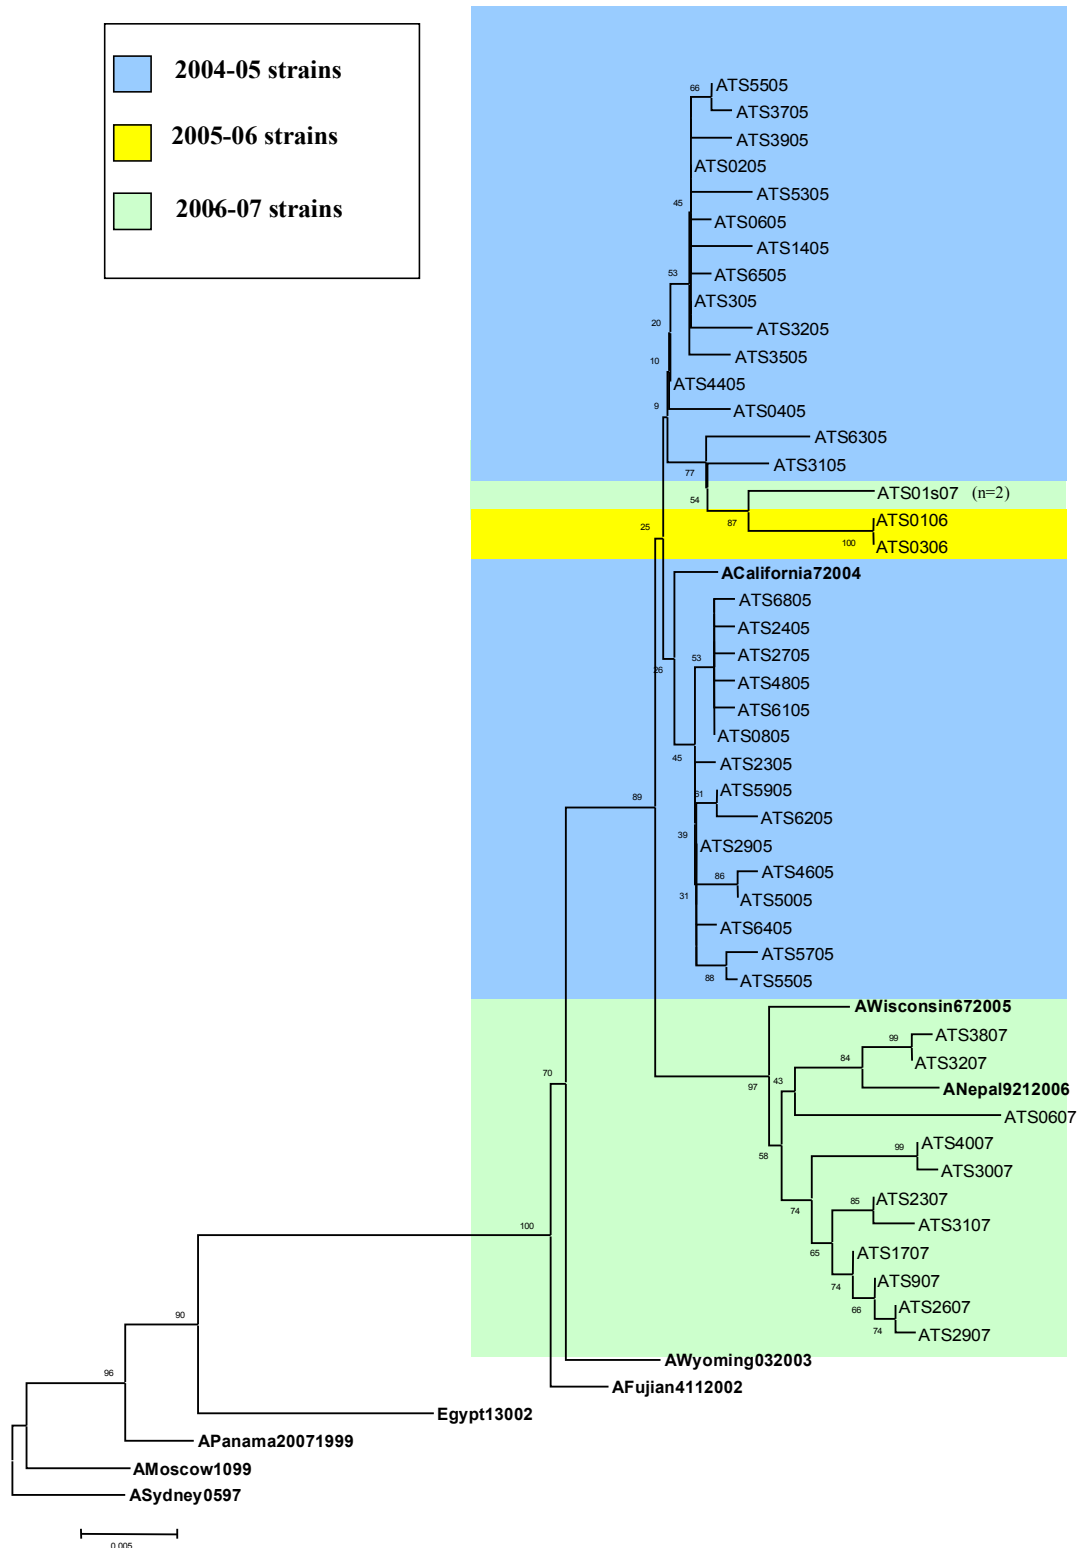 2004-05 strains
2005-06 strains
2006-07 strains
66
ATS5505
ATS3705
ATS3905
ATS0205
ATS5305
45
ATS0605
ATS1405
53
ATS6505
ATS305
20
ATS3205
10
ATS3505
ATS4405
9
ATS0405
ATS6305
77
ATS3105
54
ATS01s07 (n=2)
25
87
ATS0106
100
ATS0306
ACalifornia72004
ATS6805
ATS2405
53
ATS2705
26
ATS4805
ATS6105
ATS0805
45
ATS2305
61
ATS5905
89
ATS6205
39
ATS2905
86
ATS4605
31
ATS5005
ATS6405
ATS5705
88
ATS5505
AWisconsin672005
99
ATS3807
84
ATS3207
70
97
43
ANepal9212006
ATS0607
99
ATS4007
58
ATS3007
85
ATS2307
74
ATS3107
100
65
ATS1707
74
ATS907
66
ATS2607
90
74
ATS2907
AWyoming032003
96
AFujian4112002
Egypt13002
APanama20071999
AMoscow1099
ASydney0597
0.005